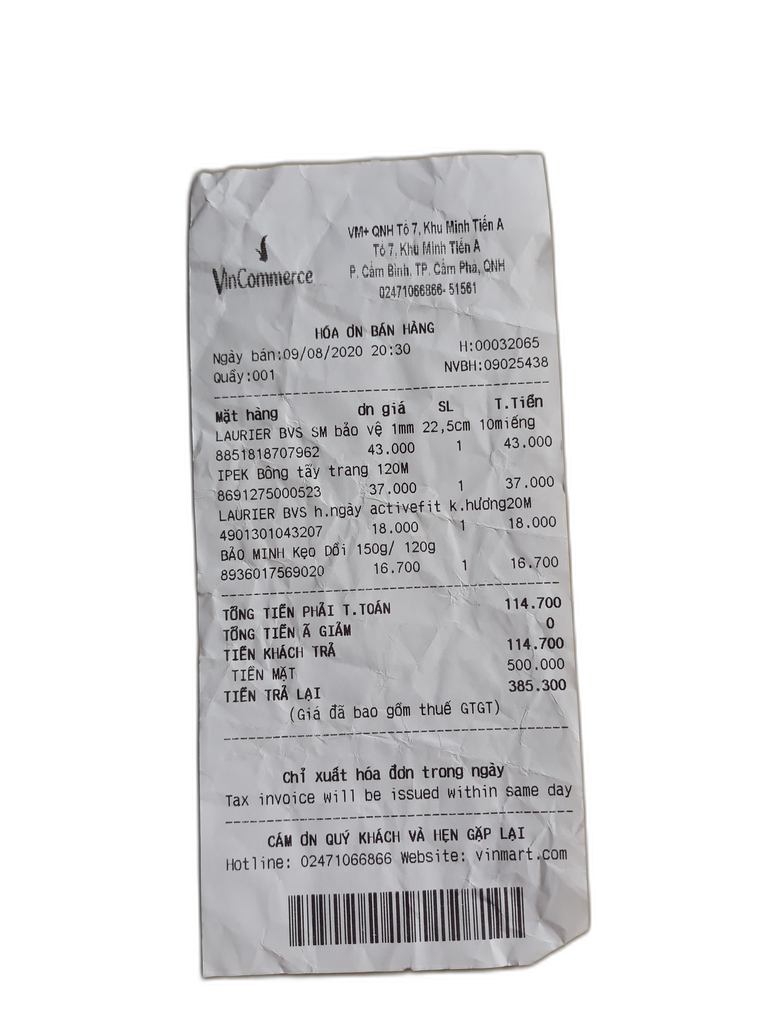 VinCommerce
VM+ QNH Tổ 7, Khu Minh Tiến A
Tổ 7, Khu Minh Tiến A
P. Cẩm Bình, TP. Cẩm Phả, QNH
02471066866- 51561
HÓA ƠN BÁN HÀNG
Ngày bán:09/08/2020 20:30 H:00032065
Quầy:001 NVBH:09025438
Mặt hàng ơn giá SL T.Tiền
LAURIER BVS SM bảo vệ 1mm 22,5cm 10miếng
8851818707962 43.000 1 43.000
IPEK Bông tẩy trang 120M
8691275000523 37.000 1 37.000
LAURIER BVS h.ngày activefit k.hương20M
4901301043207 18.000 1 18.000
BẢO MINH Kẹo Dồi 150g/ 120g
8936017569020 16.700 1 16.700
TỔNG TIỀN PHẢI T.TOÁN 114.700
TỔNG TIỀN Ã GIẢM 0
TIỀN KHÁCH TRẢ 114.700
TIỀN MẶT 500.000
TIỀN TRẢ LẠI 385.300
(Giá đã bao gồm thuế GTGT)
Chỉ xuất hóa đơn trong ngày
Tax invoice will be issued within same day
CẢM ƠN QUÝ KHÁCH VÀ HẸN GẶP LẠI
Hotline: 02471066866 Website: vinmart.com